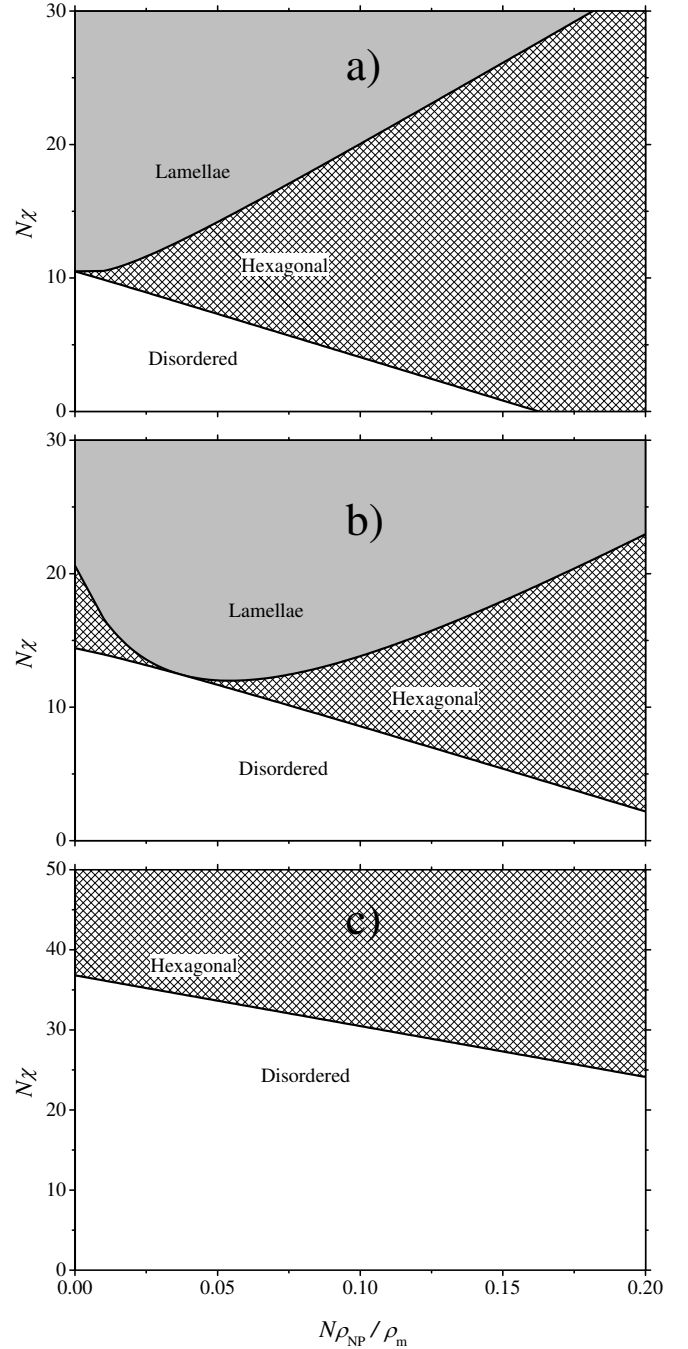 30
a)
20
Lamellae
Nχ
Hexagonal
10
Disordered
0
30
b)
20
Lamellae
Nχ
10
Hexagonal
Disordered
0
50
c)
40
Hexagonal
30
Disordered
Nχ
20
10
0
0.00 0.05 0.10 0.15 0.20
Nρ_NP / ρ_m